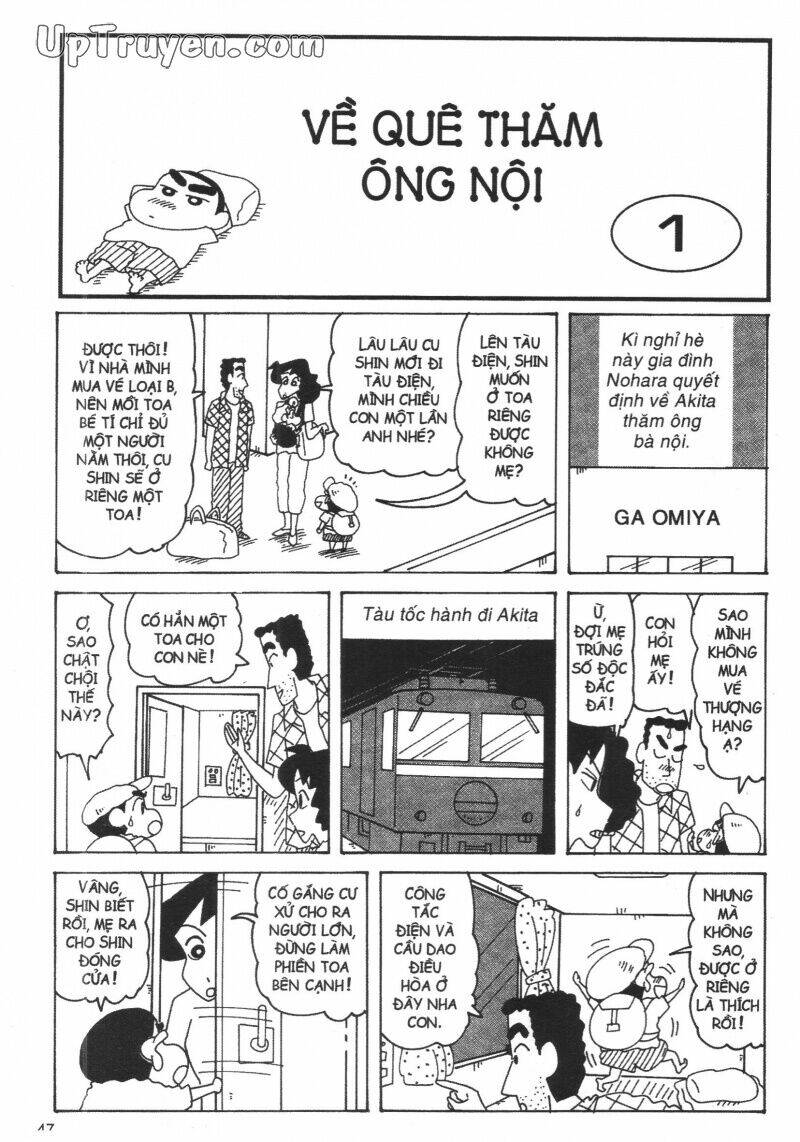 UpTruyen.com
VỀ QUÊ THĂM
ÔNG NỘI
1
Kì nghỉ hè
này gia đình
Nohara quyết
định về Akita
thăm ông
bà nội.
GA OMIYA
LÊN TÀU
ĐIỆN, SHIN
MUỐN
Ở TOA
RIÊNG
ĐƯỢC
KHÔNG
MẸ?
LÂU LÂU CU
SHIN MỚI ĐI
TÀU ĐIỆN,
MÌNH CHIỀU
CON MỘT LẦN
ANH NHÉ?
ĐƯỢC THÔI!
VÌ NHÀ MÌNH
MUA VÉ LOẠI B,
NÊN MỖI TOA
BÉ TÍ CHỈ ĐỦ
MỘT NGƯỜI
NẰM THÔI, CU
SHIN SẼ Ở
RIÊNG MỘT
TOA!
SAO
MÌNH
KHÔNG
MUA
VÉ
THƯỢNG
HẠNG
Ạ?
CON
HỎI
MẸ
ẤY!
Ừ,
ĐỢI MẸ
TRÚNG
SỐ ĐỘC
ĐẮC
ĐÃ!
Tàu tốc hành đi Akita
CÓ HẲN MỘT
TOA CHO
CON NÈ!
Ơ,
SAO
CHẬT
CHỘI
THẾ
NÀY?
NHƯNG
MÀ
KHÔNG
SAO,
ĐƯỢC Ở
RIÊNG
LÀ THÍCH
RỒI!
CÔNG
TẮC
ĐIỆN VÀ
CẦU DAO
ĐIỀU
HÒA Ở
ĐÂY NHA
CON.
CỐ GẮNG CƯ
XỬ CHO RA
NGƯỜI LỚN,
ĐỪNG LÀM
PHIỀN TOA
BÊN CẠNH!
VÂNG,
SHIN BIẾT
RỒI, MẸ RA
CHO SHIN
ĐÓNG
CỬA!
47